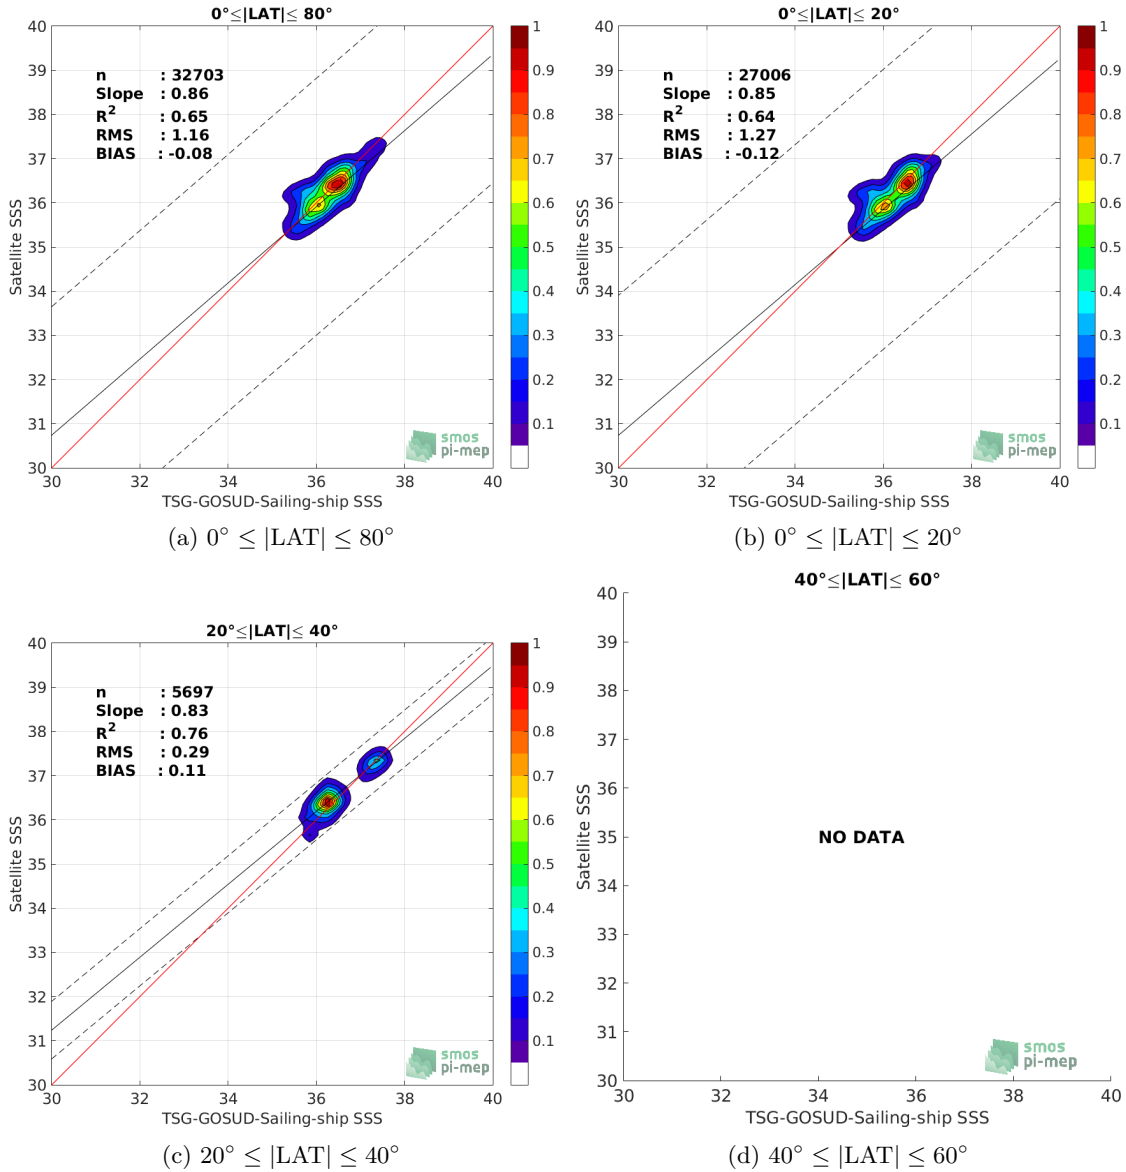 0°≤|LAT|≤ 80°
40
39
38
37
36
35
34
33
32
31
30
Satellite SSS
n : 32703
Slope : 0.86
R² : 0.65
RMS : 1.16
BIAS : -0.08
1
0.9
0.8
0.7
0.6
0.5
0.4
0.3
0.2
0.1
smos
pi-mep
30 32 34 36 38 40
TSG-GOSUD-Sailing-ship SSS
(a) 0° ≤ |LAT| ≤ 80°
0°≤|LAT|≤ 20°
40
39
38
37
36
35
34
33
32
31
30
Satellite SSS
n : 27006
Slope : 0.85
R² : 0.64
RMS : 1.27
BIAS : -0.12
1
0.9
0.8
0.7
0.6
0.5
0.4
0.3
0.2
0.1
smos
pi-mep
30 32 34 36 38 40
TSG-GOSUD-Sailing-ship SSS
(b) 0° ≤ |LAT| ≤ 20°
20°≤|LAT|≤ 40°
40
39
38
37
36
35
34
33
32
31
30
Satellite SSS
n : 5697
Slope : 0.83
R² : 0.76
RMS : 0.29
BIAS : 0.11
1
0.9
0.8
0.7
0.6
0.5
0.4
0.3
0.2
0.1
smos
pi-mep
30 32 34 36 38 40
TSG-GOSUD-Sailing-ship SSS
(c) 20° ≤ |LAT| ≤ 40°
40°≤|LAT|≤ 60°
40
39
38
37
36
35
34
33
32
31
30
Satellite SSS
NO DATA
smos
pi-mep
30 32 34 36 38 40
TSG-GOSUD-Sailing-ship SSS
(d) 40° ≤ |LAT| ≤ 60°